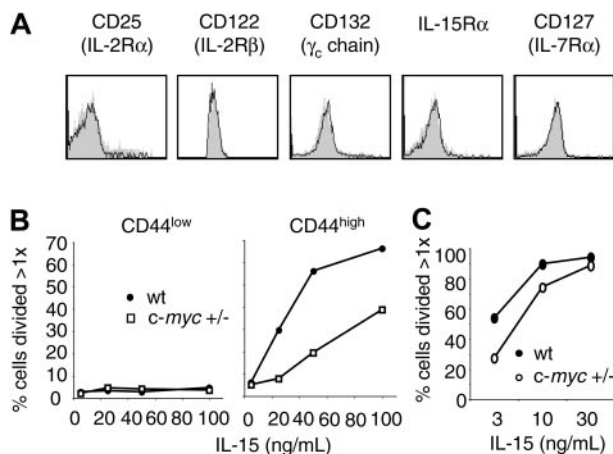 A
CD25
(IL-2Rα)
CD122
(IL-2Rβ)
CD132
(γc chain)
IL-15Rα
CD127
(IL-7Rα)
B
CD44low
CD44high
% cells divided >1x
70
60
50
40
30
20
10
0
wt
c-myc +/-
0 20 40 60 80 100
0 20 40 60 80 100
IL-15 (ng/mL)
C
% cells divided >1x
100
80
60
40
20
0
wt
c-myc +/-
3 10 30
IL-15 (ng/mL)